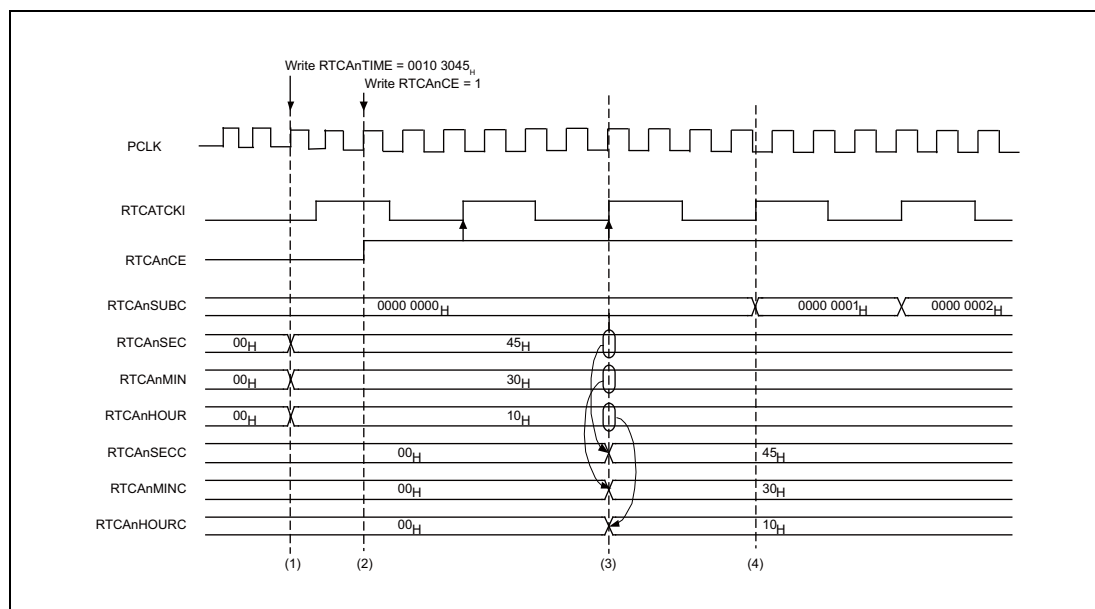 Write RTCAnTIME = 0010 3045H
Write RTCAnCE = 1
PCLK
RTCATCKI
RTCAnCE
RTCAnSUBC 0000 0000H 0000 0001H 0000 0002H
RTCAnSEC 00H 45H
RTCAnMIN 00H 30H
RTCAnHOUR 00H 10H
RTCAnSECC 00H 45H
RTCAnMINC 00H 30H
RTCAnHOURC 00H 10H
(1) (2) (3) (4)